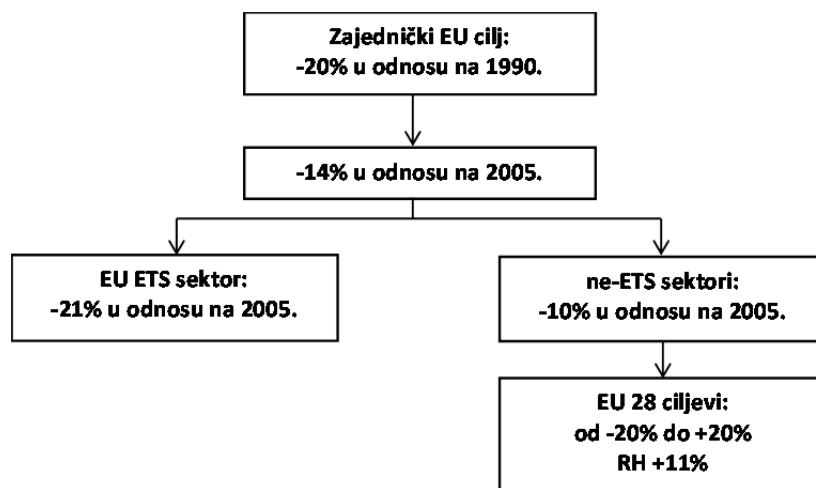 Zajednički EU cilj:
-20% u odnosu na 1990.
-14% u odnosu na 2005.
EU ETS sektor:
-21% u odnosu na 2005.
ne-ETS sektori:
-10% u odnosu na 2005.
EU 28 ciljevi:
od -20% do +20%
RH +11%